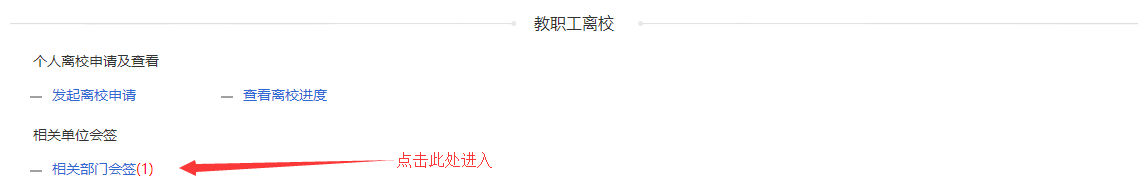 教职工离校
个人离校申请及查看
发起离校申请 查看离校进度
相关单位会签
相关部门会签(1) 点击此处进入